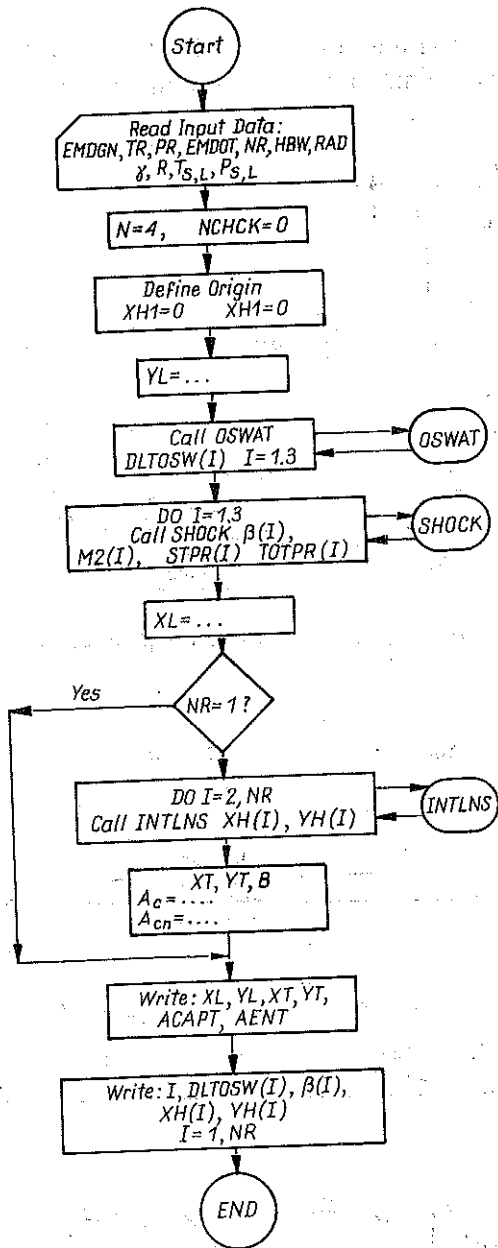 Start
Read Input Data:
EMDGN, TR, PR, EMDOT, NR, HBW, RAD
γ, R, T_S,L, P_S,L
N=4, NCHCK=0
Define Origin
XH1=0 XH1=0
YL=...
Call OSWAT
DLTOSW(I) I=1.3
OSWAT
DO I=1.3
Call SHOCK β(I),
M2(I), STPR(I) TOTPR(I)
SHOCK
XL=...
Yes
NR=1?
DO I=2, NR
Call INTLNS XH(I), YH(I)
INTLNS
XT, YT, B
A_c=....
A_cn=....
Write: XL, YL, XT, YT,
ACAPT, AENT
Write: I, DLTOSW(I), β(I),
XH(I), YH(I)
I=1, NR
END